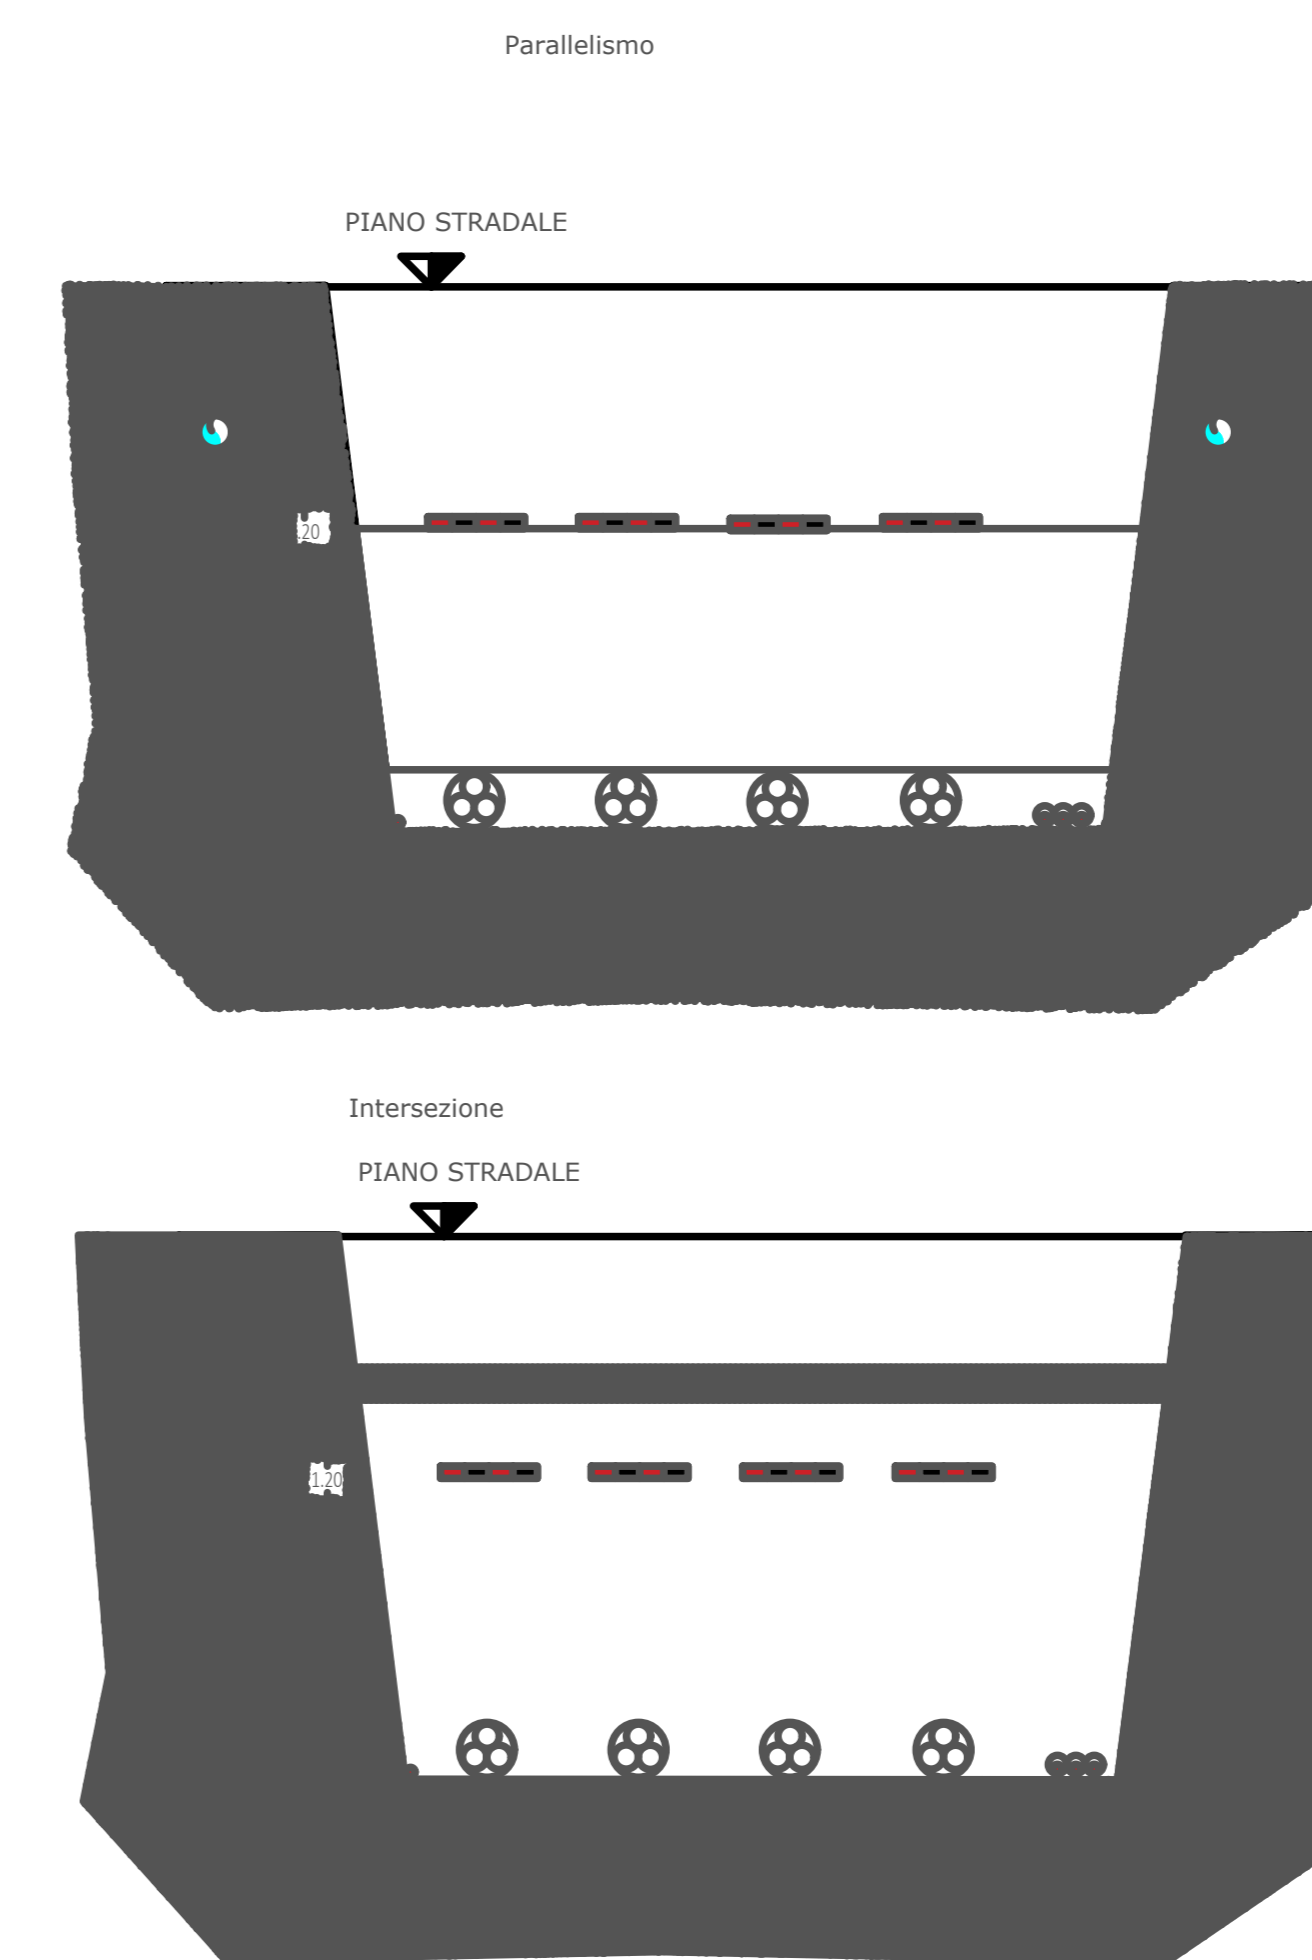 Parallelismo
PIANO STRADALE
.20
Intersezione
PIANO STRADALE
1.20